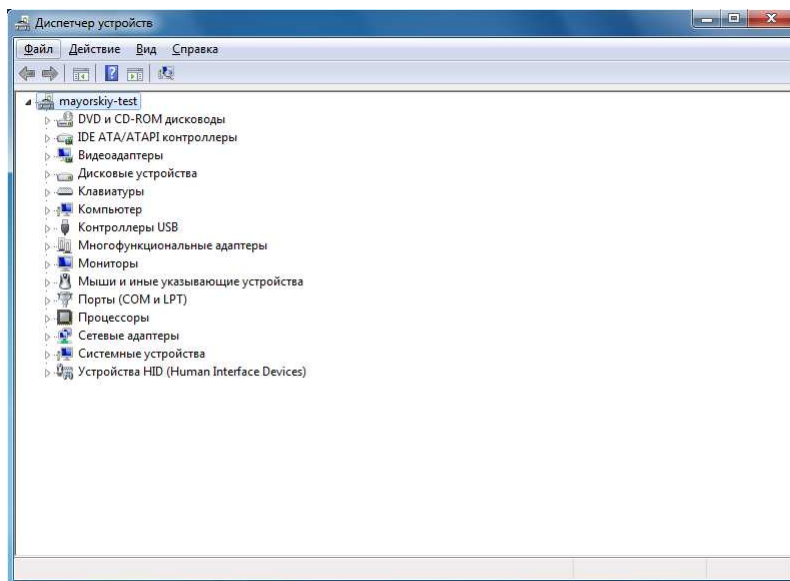 Диспетчер устройств
Файл Действие Вид Справка
mayorskiy-test
DVD и CD-ROM дисководы
IDE ATA/ATAPI контроллеры
Видеоадаптеры
Дисковые устройства
Клавиатуры
Компьютер
Контроллеры USB
Многофункциональные адаптеры
Мониторы
Мыши и иные указывающие устройства
Порты (COM и LPT)
Процессоры
Сетевые адаптеры
Системные устройства
Устройства HID (Human Interface Devices)